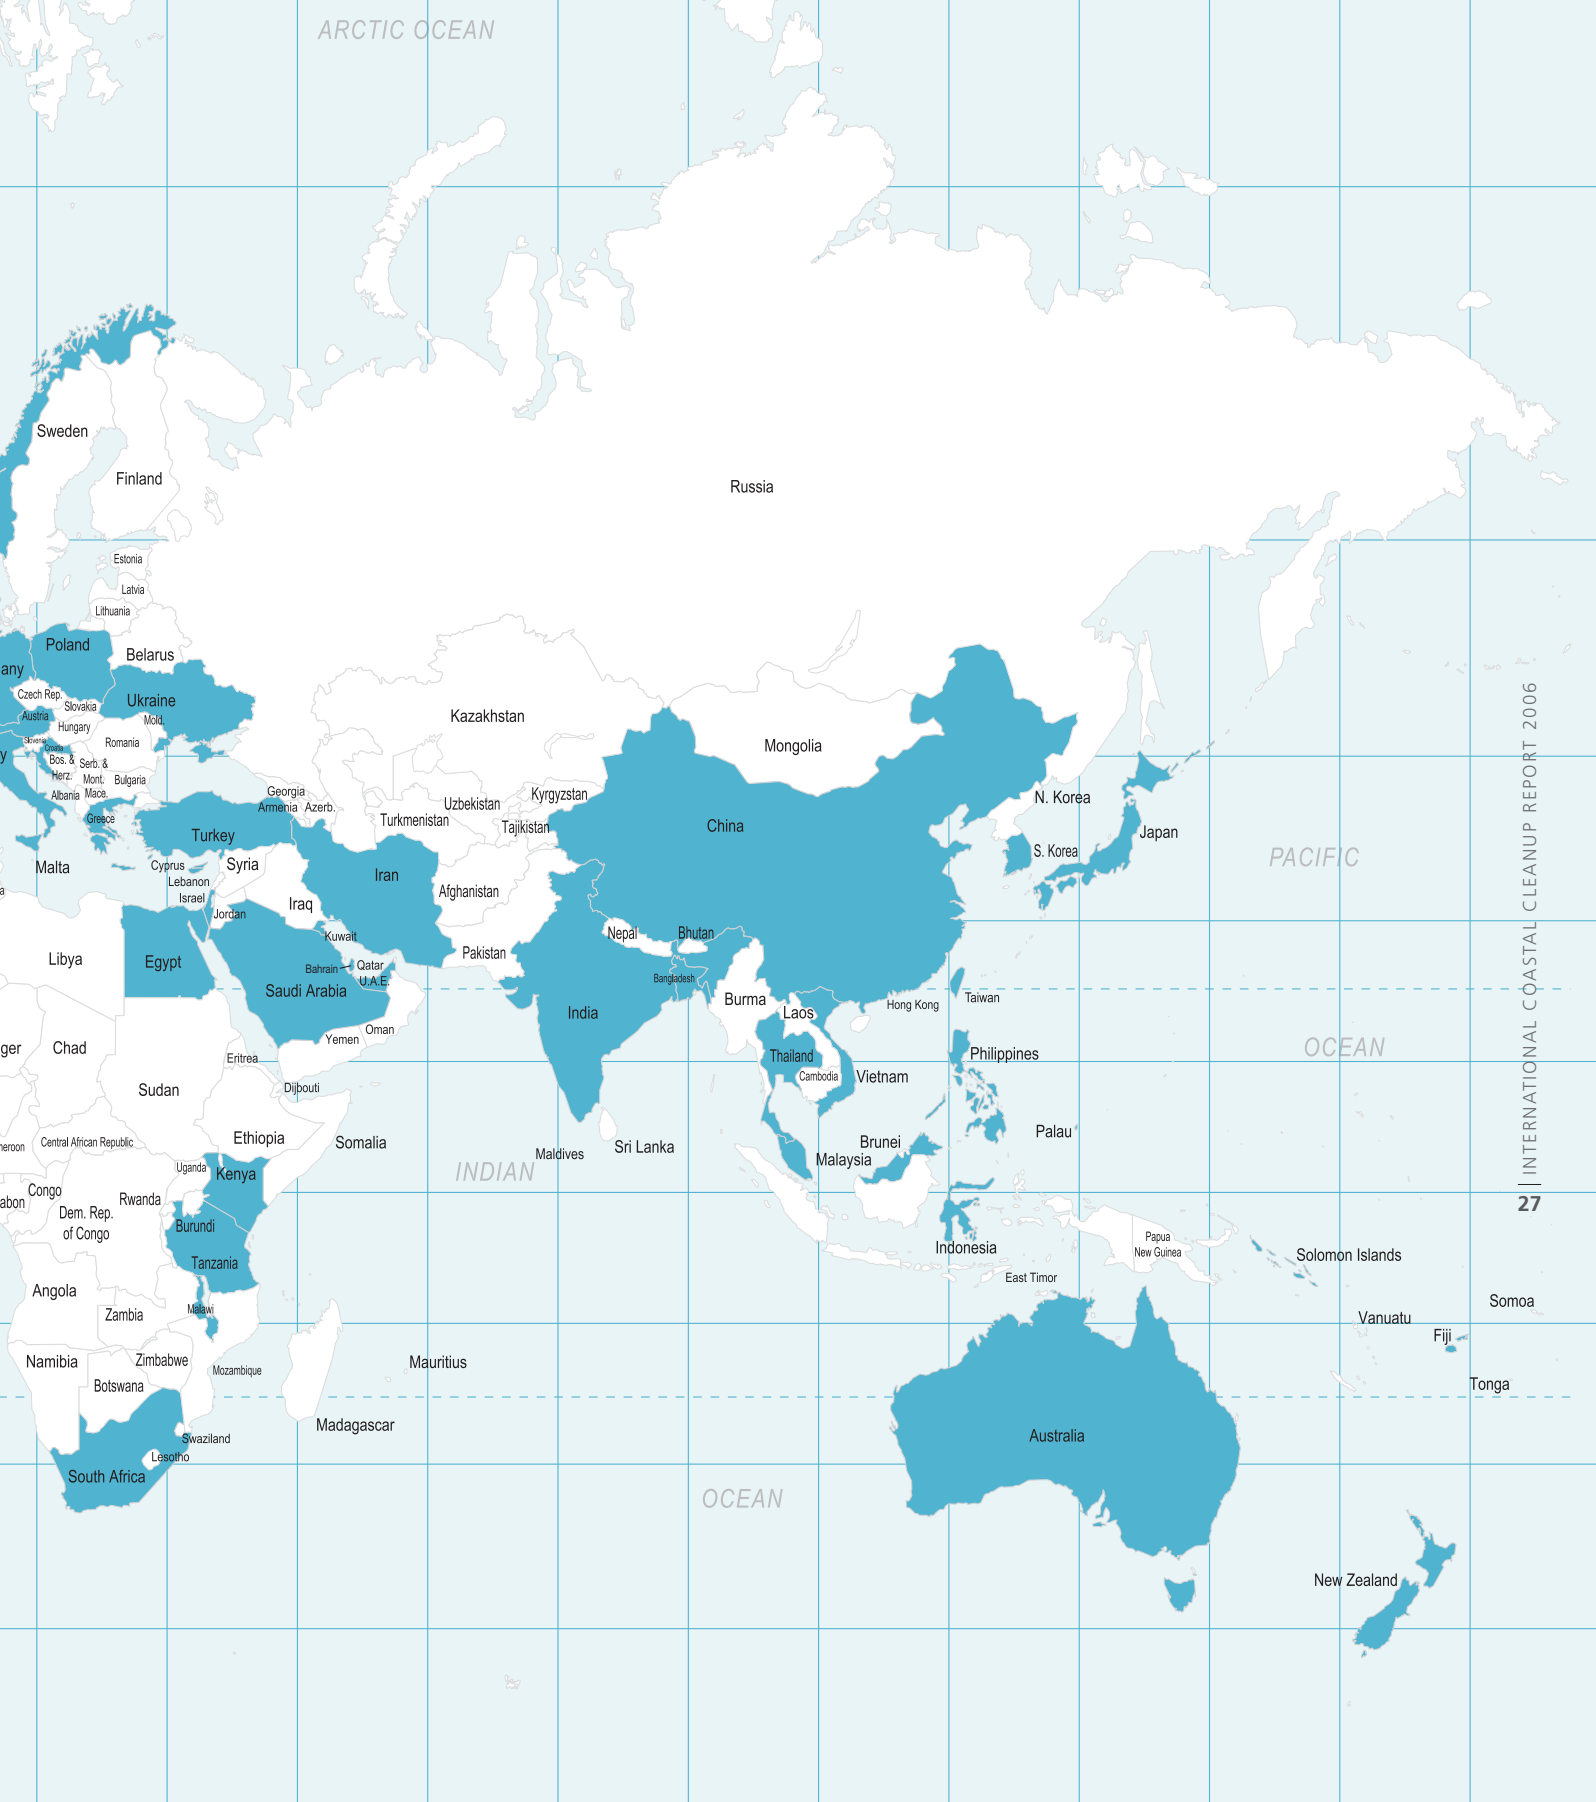 ARCTIC OCEAN
Sweden
Finland
Russia
Estonia
Latvia
Lithuania
Poland
Belarus
any
Czech Rep.
Ukraine
Slovakia
Austria
Mold.
Hungary
Kazakhstan
Slovenia
Romania
Croatia
Mongolia
y
Bos. &
Serb. &
Herz.
Mont.
Bulgaria
Albania
Mace.
Georgia
Kyrgyzstan
N. Korea
Armenia
Azerb.
Uzbekistan
Greece
Turkmenistan
Tajikistan
China
Turkey
Japan
S. Korea
PACIFIC
Malta
Cyprus
Syria
Iran
Lebanon
a
Afghanistan
Israel
Iraq
Jordan
Kuwait
Nepal
Bhutan
Libya
Egypt
Pakistan
Bahrain
Qatar
U.A.E.
Bangladesh
Saudi Arabia
Burma
Taiwan
Hong Kong
India
Laos
Oman
Yemen
ger
Chad
OCEAN
Eritrea
Thailand
Philippines
Cambodia
Vietnam
Sudan
Dijbouti
Palau
Ethiopia
Somalia
Central African Republic
Brunei
meroon
Maldives
Sri Lanka
Malaysia
INDIAN
Uganda
Kenya
Congo
Rwanda
abon
Dem. Rep.
of Congo
Burundi
Papua
New Guinea
Indonesia
Solomon Islands
Tanzania
East Timor
Angola
Malawi
Somoa
Zambia
Vanuatu
Fiji
Namibia
Zimbabwe
Mauritius
Mozambique
Botswana
Tonga
Madagascar
Australia
Swaziland
Lesotho
South Africa
OCEAN
New Zealand
INTERNATIONAL COASTAL CLEANUP REPORT 2006
27